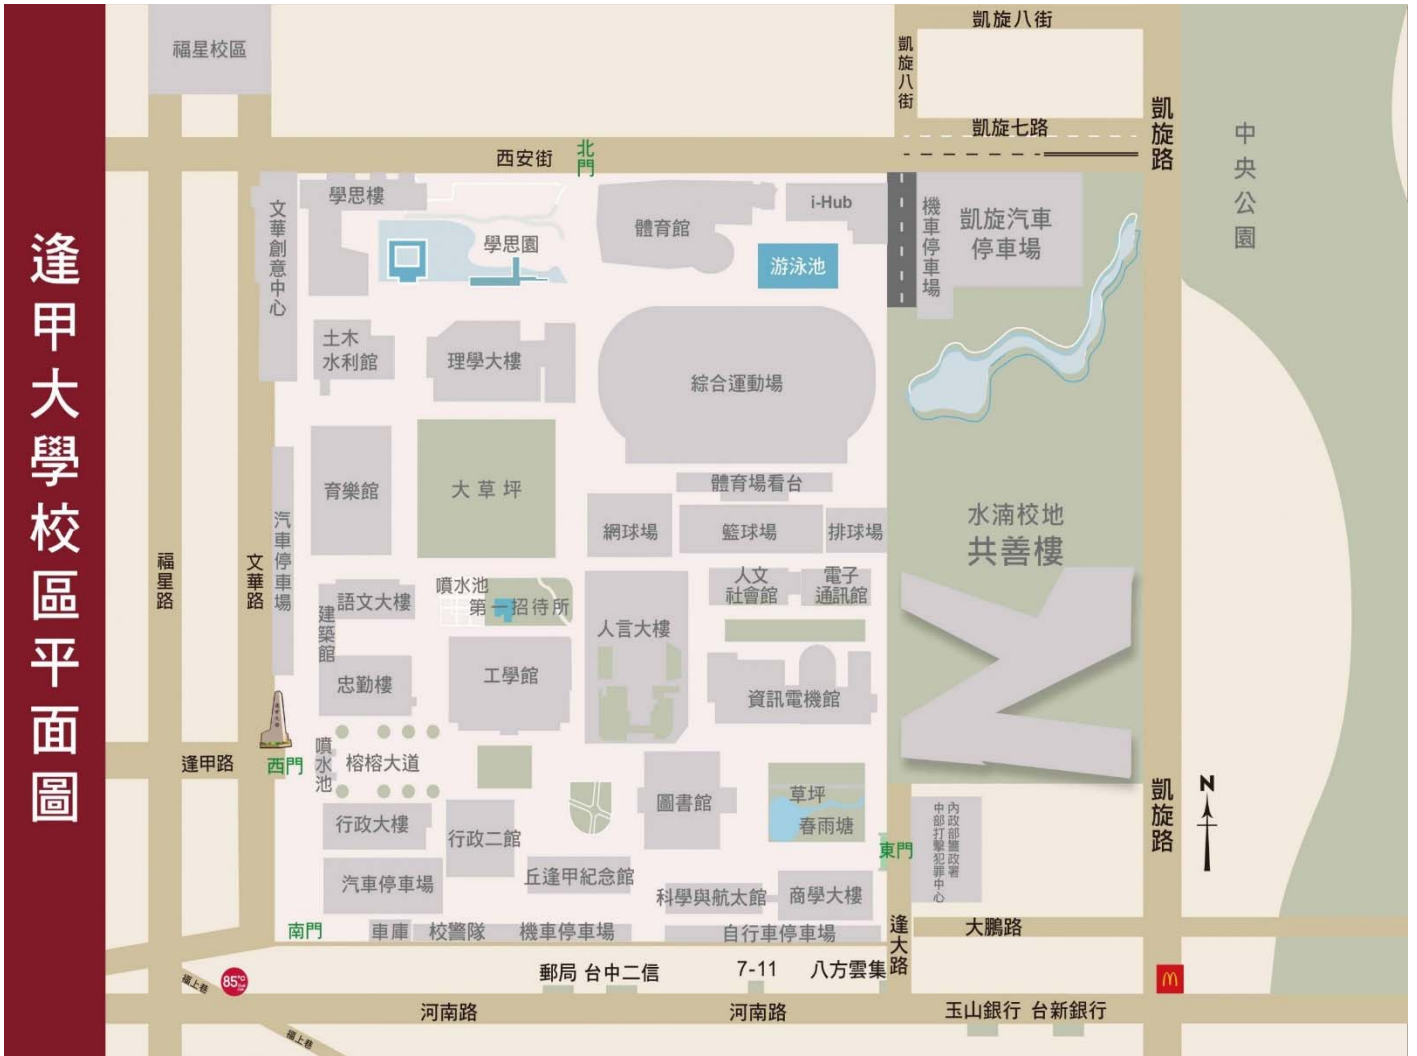 逢甲大學校區平面圖
福星校區
凱旋八街
凱旋八街
凱旋七路
凱旋路
中央公園
西安街
北門
學思樓
文華創意中心
學思園
體育館
i-Hub
游泳池
機車停車場
凱旋汽車
停車場
土木
水利館
理學大樓
綜合運動場
育樂館
大草坪
體育場看台
網球場
籃球場
排球場
水湳校地
共善樓
汽車停車場
福星路
文華路
建築館
語文大樓
噴水池
第一招待所
人文
社會館
電子
通訊館
人言大樓
忠勤樓
工學館
資訊電機館
逢甲路
西門
噴水池
榕榕大道
圖書館
草坪
春雨塘
凱旋路
N
行政大樓
行政二館
東門
內政部警政署
中部打擊犯罪中心
汽車停車場
丘逢甲紀念館
科學與航太館
商學大樓
南門
車庫
校警隊
機車停車場
自行車停車場
逢大路
大鵬路
福上巷
85°C
郵局 台中二信
7-11
八方雲集
河南路
河南路
玉山銀行 台新銀行
福上巷